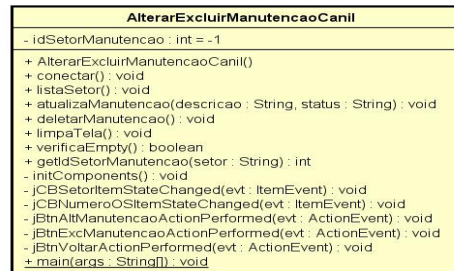 AlterarExcluirManutencaoCanil
- idSetorManutencao : int = -1
+ AlterarExcluirManutencaoCanil()
+ conectar() : void
+ listaSetor() : void
+ atualizaManutencao(descricao : String, status : String) : void
+ deletarManutencao() : void
+ limpaTela() : void
+ verificaEmpty() : boolean
+ getIdSetorManutencao(setor : String) : int
- initComponents() : void
- jCBSetorItemStateChanged(evt : ItemEvent) : void
- jCBNumeroOSItemStateChanged(evt : ItemEvent) : void
- jBtnAltManutencaoActionPerformed(evt : ActionEvent) : void
- jBtnExcManutencaoActionPerformed(evt : ActionEvent) : void
- jBtnVoltarActionPerformed(evt : ActionEvent) : void
+ main(args : String[]) : void